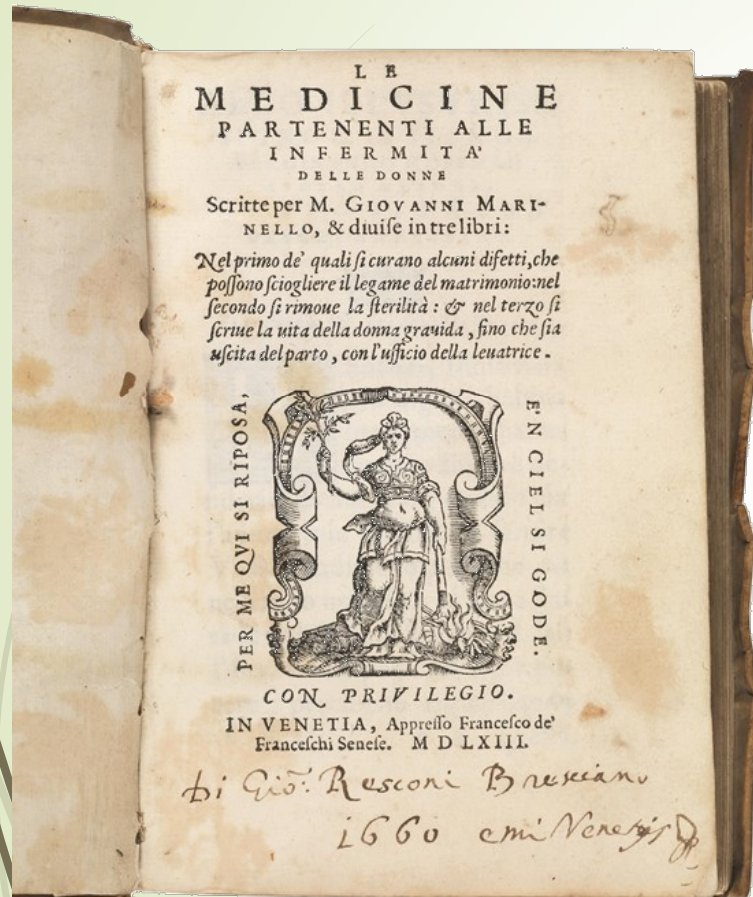 LE
MEDICINE
PARTENENTI ALLE
INFERMITA'
DELLE DONNE
Scritte per M. GIOVANNI MARI-
NELLO, & diuiſe in tre libri:
Nel primo de' quali ſi curano alcuni difetti, che
poſſono ſciogliere il legame del matrimonio: nel
ſecondo ſi rimoue la ſterilità: & nel terzo ſi
ſcriue la uita della donna grauida, fino che ſia
uſcita del parto, con l'ufficio della leuatrice.
PER ME QVI SI RIPOSA,
E'N CIEL SI GODE.
CON PRIVILEGIO.
IN VENETIA, Appreſſo Franceſco de'
Franceſchi Seneſe. M D LXIII.
Di Gio: Resconi Bresciano
1660 emi Venetijs